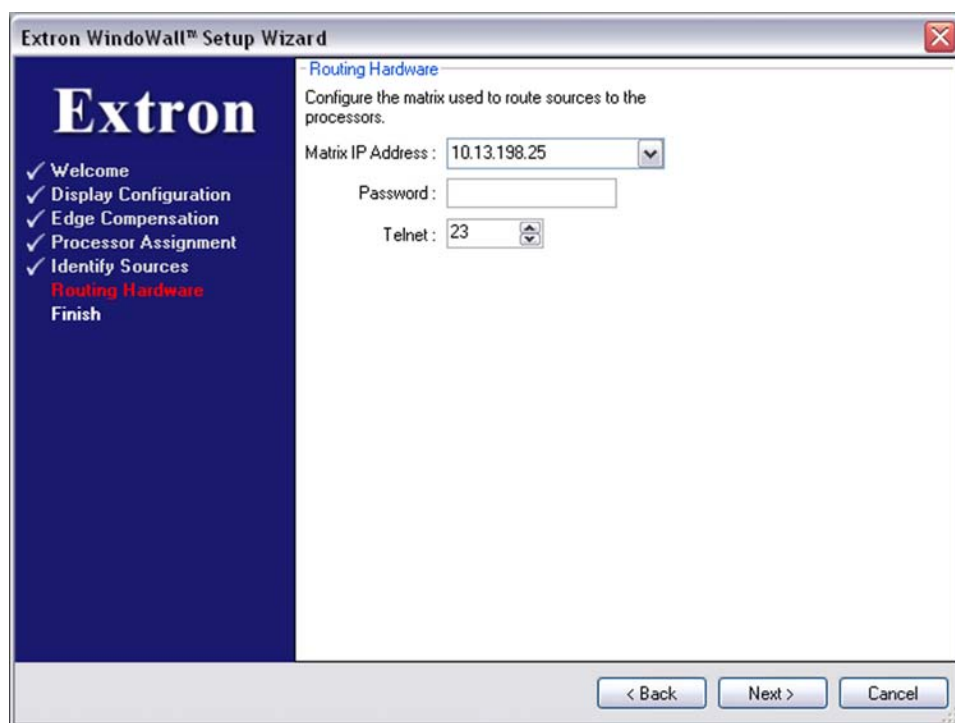 Extron WindoWall™ Setup Wizard
Extron
Welcome
Display Configuration
Edge Compensation
Processor Assignment
Identify Sources
Routing Hardware
Finish
Routing Hardware
Configure the matrix used to route sources to the
processors.
Matrix IP Address : 10.13.198.25
Password :
Telnet : 23
< Back Next > Cancel